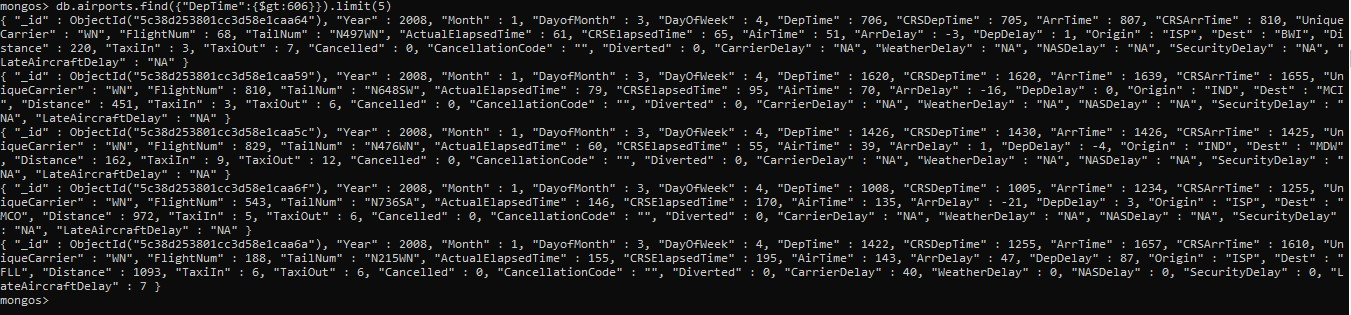 mongos> db.airports.find({"DepTime":{$gt:606}}).limit(5)
{ "_id" : ObjectId("5c38d253801cc3d58e1caa64"), "Year" : 2008, "Month" : 1, "DayofMonth" : 3, "DayOfWeek" : 4, "DepTime" : 706, "CRSDepTime" : 705, "ArrTime" : 807, "CRSArrTime" : 810, "Unique
Carrier" : "WN", "FlightNum" : 68, "TailNum" : "N497WN", "ActualElapsedTime" : 61, "CRSElapsedTime" : 65, "AirTime" : 51, "ArrDelay" : -3, "DepDelay" : 1, "Origin" : "ISP", "Dest" : "BWI", "Di
stance" : 220, "TaxiIn" : 3, "TaxiOut" : 7, "Cancelled" : 0, "CancellationCode" : "", "Diverted" : 0, "CarrierDelay" : "NA", "WeatherDelay" : "NA", "NASDelay" : "NA", "SecurityDelay" : "NA", "
LateAircraftDelay" : "NA" }
{ "_id" : ObjectId("5c38d253801cc3d58e1caa59"), "Year" : 2008, "Month" : 1, "DayofMonth" : 3, "DayOfWeek" : 4, "DepTime" : 1620, "CRSDepTime" : 1620, "ArrTime" : 1639, "CRSArrTime" : 1655, "Un
iqueCarrier" : "WN", "FlightNum" : 810, "TailNum" : "N648SW", "ActualElapsedTime" : 79, "CRSElapsedTime" : 95, "AirTime" : 70, "ArrDelay" : -16, "DepDelay" : 0, "Origin" : "IND", "Dest" : "MCI
", "Distance" : 451, "TaxiIn" : 3, "TaxiOut" : 6, "Cancelled" : 0, "CancellationCode" : "", "Diverted" : 0, "CarrierDelay" : "NA", "WeatherDelay" : "NA", "NASDelay" : "NA", "SecurityDelay" : "
NA", "LateAircraftDelay" : "NA" }
{ "_id" : ObjectId("5c38d253801cc3d58e1caa5c"), "Year" : 2008, "Month" : 1, "DayofMonth" : 3, "DayOfWeek" : 4, "DepTime" : 1426, "CRSDepTime" : 1430, "ArrTime" : 1426, "CRSArrTime" : 1425, "Un
iqueCarrier" : "WN", "FlightNum" : 829, "TailNum" : "N476WN", "ActualElapsedTime" : 60, "CRSElapsedTime" : 55, "AirTime" : 39, "ArrDelay" : 1, "DepDelay" : -4, "Origin" : "IND", "Dest" : "MDW"
, "Distance" : 162, "TaxiIn" : 9, "TaxiOut" : 12, "Cancelled" : 0, "CancellationCode" : "", "Diverted" : 0, "CarrierDelay" : "NA", "WeatherDelay" : "NA", "NASDelay" : "NA", "SecurityDelay" : "
NA", "LateAircraftDelay" : "NA" }
{ "_id" : ObjectId("5c38d253801cc3d58e1caa6f"), "Year" : 2008, "Month" : 1, "DayofMonth" : 3, "DayOfWeek" : 4, "DepTime" : 1008, "CRSDepTime" : 1005, "ArrTime" : 1234, "CRSArrTime" : 1255, "Un
iqueCarrier" : "WN", "FlightNum" : 543, "TailNum" : "N736SA", "ActualElapsedTime" : 146, "CRSElapsedTime" : 170, "AirTime" : 135, "ArrDelay" : -21, "DepDelay" : 3, "Origin" : "ISP", "Dest" : "
MCO", "Distance" : 972, "TaxiIn" : 5, "TaxiOut" : 6, "Cancelled" : 0, "CancellationCode" : "", "Diverted" : 0, "CarrierDelay" : "NA", "WeatherDelay" : "NA", "NASDelay" : "NA", "SecurityDelay"
: "NA", "LateAircraftDelay" : "NA" }
{ "_id" : ObjectId("5c38d253801cc3d58e1caa6a"), "Year" : 2008, "Month" : 1, "DayofMonth" : 3, "DayOfWeek" : 4, "DepTime" : 1422, "CRSDepTime" : 1255, "ArrTime" : 1657, "CRSArrTime" : 1610, "Un
iqueCarrier" : "WN", "FlightNum" : 188, "TailNum" : "N215WN", "ActualElapsedTime" : 155, "CRSElapsedTime" : 195, "AirTime" : 143, "ArrDelay" : 47, "DepDelay" : 87, "Origin" : "ISP", "Dest" : "
FLL", "Distance" : 1093, "TaxiIn" : 6, "TaxiOut" : 6, "Cancelled" : 0, "CancellationCode" : "", "Diverted" : 0, "CarrierDelay" : 40, "WeatherDelay" : 0, "NASDelay" : 0, "SecurityDelay" : 0, "L
ateAircraftDelay" : 7 }
mongos>